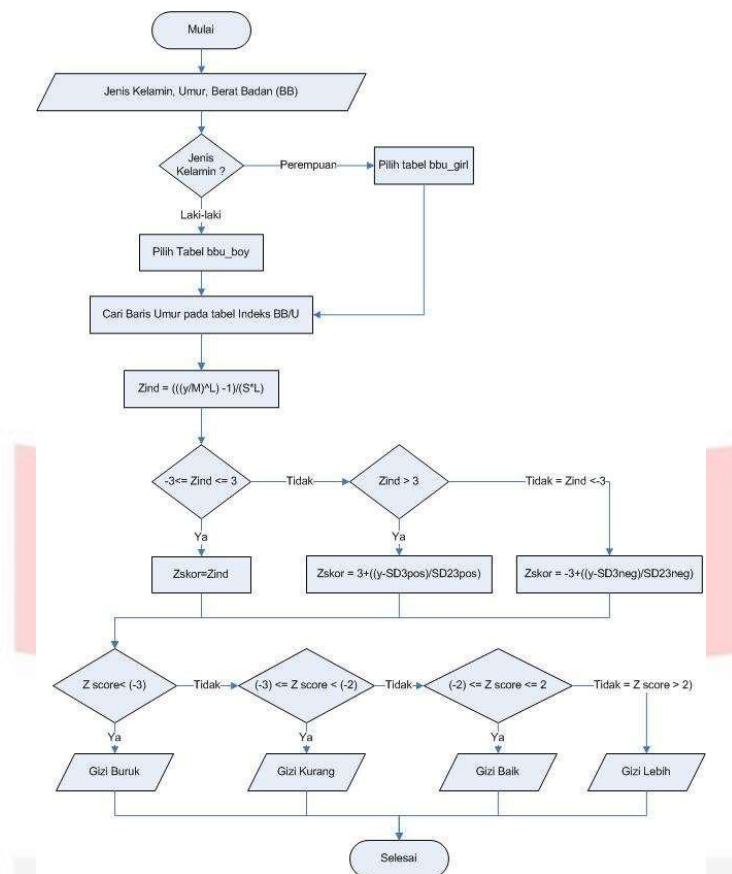 Mulai
Jenis Kelamin, Umur, Berat Badan (BB)
Jenis
Kelamin ?
Perempuan
Pilih tabel bbu_girl
Laki-laki
Pilih Tabel bbu_boy
Cari Baris Umur pada tabel Indeks BB/U
Zind = (((y/M)^L) -1)/(S*L)
-3<= Zind <= 3
Tidak
Zind > 3
Tidak = Zind <-3
Ya
Ya
Zskor=Zind
Zskor = 3+((y-SD3pos)/SD23pos)
Zskor = -3+((y-SD3neg)/SD23neg)
Z score< (-3)
Tidak
(-3) <= Z score < (-2)
Tidak
(-2) <= Z score <= 2
Tidak = Z score > 2)
Ya
Ya
Ya
Gizi Buruk
Gizi Kurang
Gizi Baik
Gizi Lebih
Selesai